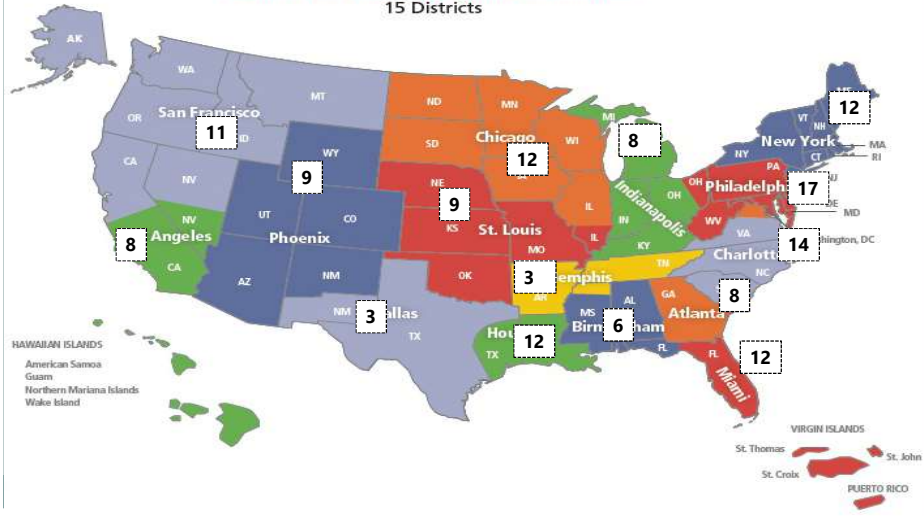 15 Districts
AK
WA
MT
ND
MN
MI
OR
San Francisco
ID
11
SD
Chicago
WI
12
8
VT
NH
12
New York
MA
RI
NY
CT
WY
9
CA
NV
NE
9
PA
OH
Philadelph
17
MD
IL
IN
OH
Indianapolis
WV
UT
CO
KS
St. Louis
MO
IL
KY
VA
14
hington, DC
NV
8
Angeles
CA
Phoenix
Charlott
NC
AZ
NM
OK
3
emphis
TN
AR
8
GA
Atlanta
NM
3
allas
TX
MS
AL
6
Birm
ham
Hou
12
TX
FL
FL
12
Miami
HAWAIIAN ISLANDS
American Samoa
Guam
Northern Mariana Islands
Wake Island
VIRGIN ISLANDS
St. Thomas
St. John
St. Croix
PUERTO RICO